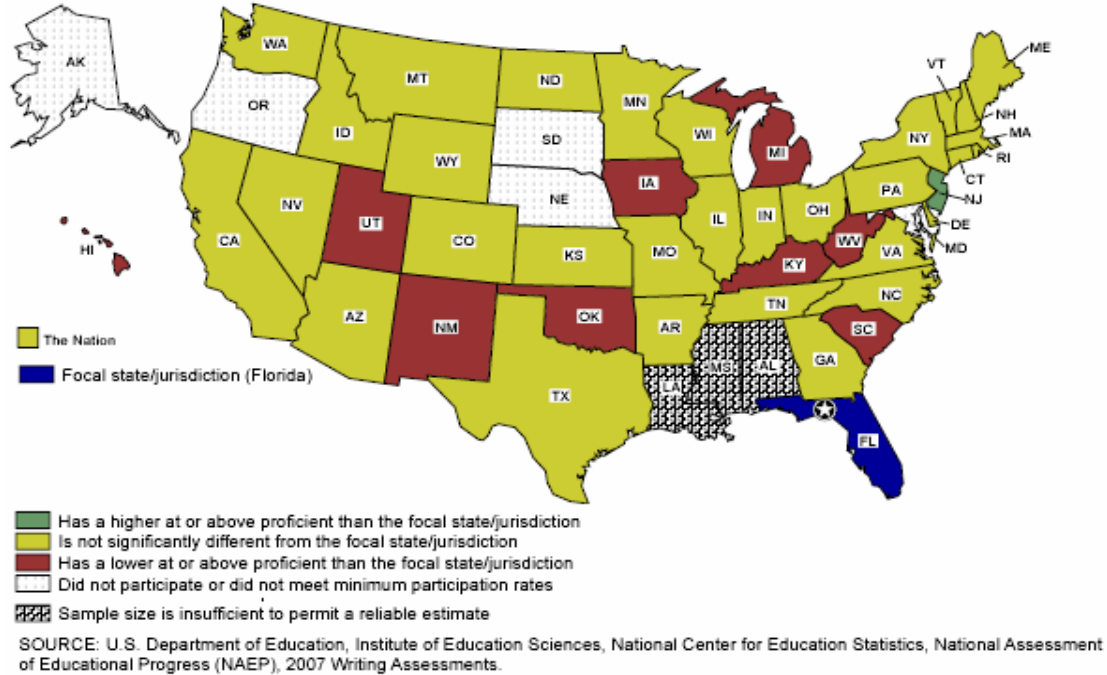 AK
WA
MT
ND
MN
OR
ID
WY
SD
WI
MI
NY
VT
ME
NH
MA
RI
CT
NJ
DE
MD
NE
IA
PA
NV
UT
CO
IL
IN
OH
WV
VA
CA
KS
MO
KY
HI
AZ
NM
OK
AR
TN
NC
SC
TX
LA
MS
AL
GA
FL
The Nation
Focal state/jurisdiction (Florida)
Has a higher at or above proficient than the focal state/jurisdiction
Is not significantly different from the focal state/jurisdiction
Has a lower at or above proficient than the focal state/jurisdiction
Did not participate or did not meet minimum participation rates
Sample size is insufficient to permit a reliable estimate
SOURCE: U.S. Department of Education, Institute of Education Sciences, National Center for Education Statistics, National Assessment
of Educational Progress (NAEP), 2007 Writing Assessments.